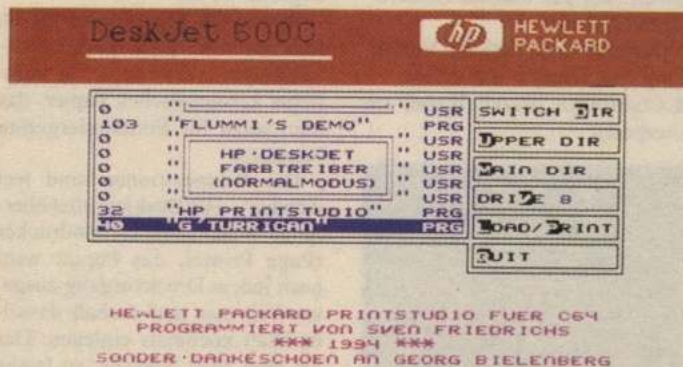 DeskJet 500C
hp HEWLETT PACKARD
0 " " USR
103 "FLUMMI'S DEMO" PRG
0 " " USR
0 " HP·DESKJET " USR
0 " FARBTREIBER " USR
0 " (NORMALMODUS) " USR
0 " " USR
32 "HP PRINTSTUDIO" PRG
40 "G TURRICAN" PRG
SWITCH DIR
UPPER DIR
MAIN DIR
DRIVE 8
LOAD/PRINT
QUIT
HEWLETT PACKARD PRINTSTUDIO FUER C64
PROGRAMMIERT VON SVEN FRIEDRICHS
*** 1994 ***
SONDER·DANKESCHOEN AN GEORG BIELENBERG